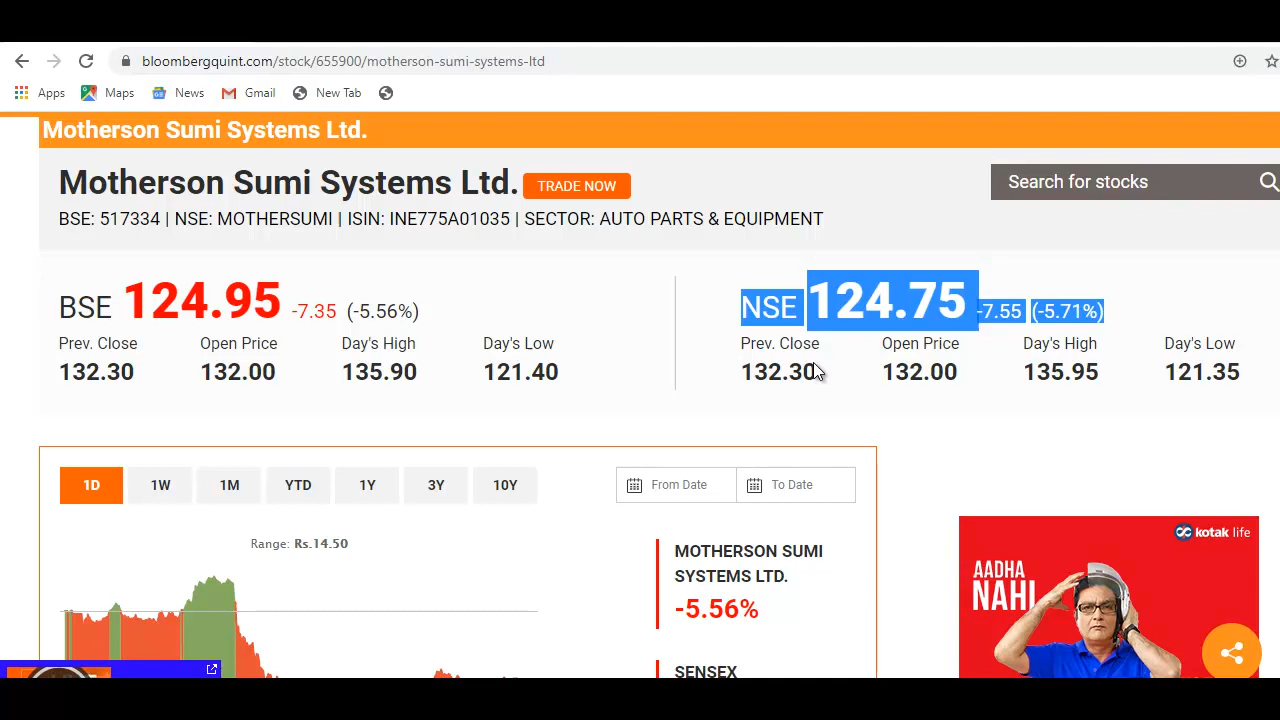 bloombergquint.com/stock/655900/motherson-sumi-systems-ltd
Apps Maps News Gmail New Tab
Motherson Sumi Systems Ltd.
Motherson Sumi Systems Ltd. TRADE NOW
Search for stocks
BSE: 517334 | NSE: MOTHERSUMI | ISIN: INE775A01035 | SECTOR: AUTO PARTS & EQUIPMENT
BSE 124.95 -7.35 (-5.56%)
Prev. Close Open Price Day's High Day's Low
132.30 132.00 135.90 121.40
NSE 124.75 -7.55 (-5.71%)
Prev. Close Open Price Day's High Day's Low
132.30 132.00 135.95 121.35
1D 1W 1M YTD 1Y 3Y 10Y
From Date To Date
Range: Rs.14.50
MOTHERSON SUMI
SYSTEMS LTD.
-5.56%
SENSEX
kotak life
AADHA
NAHI